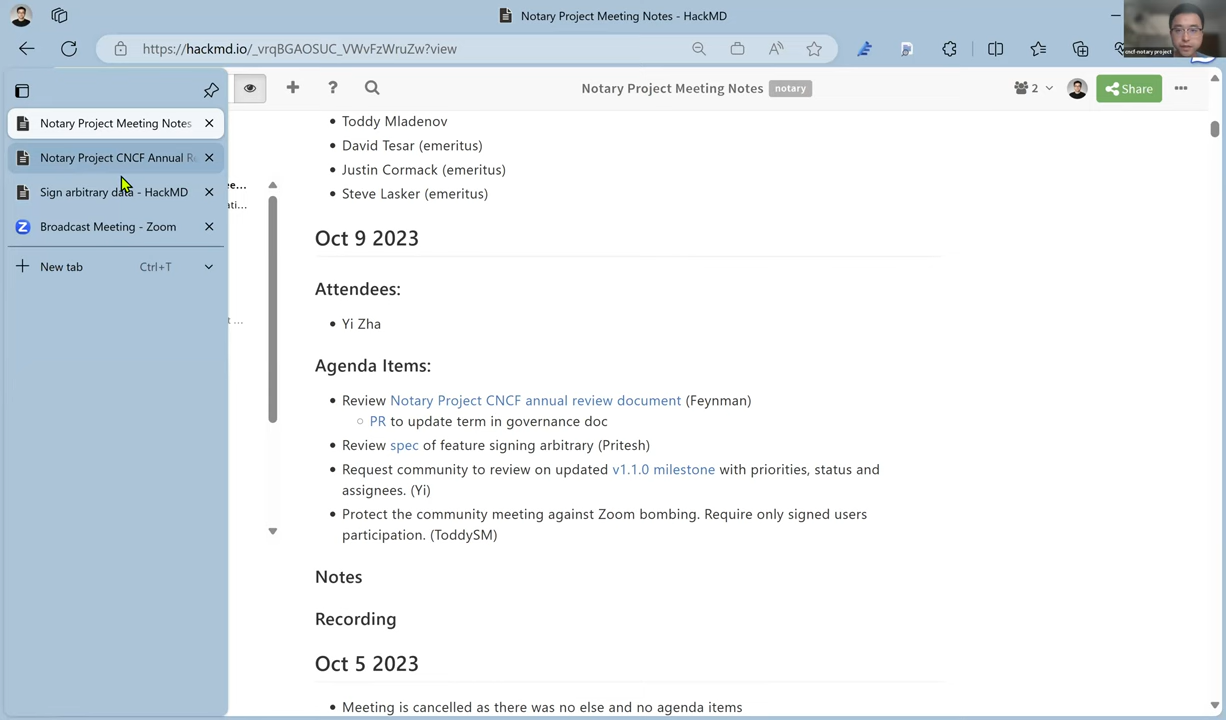 Notary Project Meeting Notes - HackMD
https://hackmd.io/_vrqBGAOSUC_VWvFzWruZw?view
cncf-notary project
Notary Project Meeting Notes
Notary Project CNCF Annual Re
Sign arbitrary data - HackMD
Broadcast Meeting - Zoom
New tab Ctrl+T
ee...
ati...
t ...
Notary Project Meeting Notes notary
2
Share
• Toddy Mladenov
• David Tesar (emeritus)
• Justin Cormack (emeritus)
• Steve Lasker (emeritus)
Oct 9 2023
Attendees:
• Yi Zha
Agenda Items:
• Review Notary Project CNCF annual review document (Feynman)
○ PR to update term in governance doc
• Review spec of feature signing arbitrary (Pritesh)
• Request community to review on updated v1.1.0 milestone with priorities, status and
assignees. (Yi)
• Protect the community meeting against Zoom bombing. Require only signed users
participation. (ToddySM)
Notes
Recording
Oct 5 2023
• Meeting is cancelled as there was no else and no agenda items